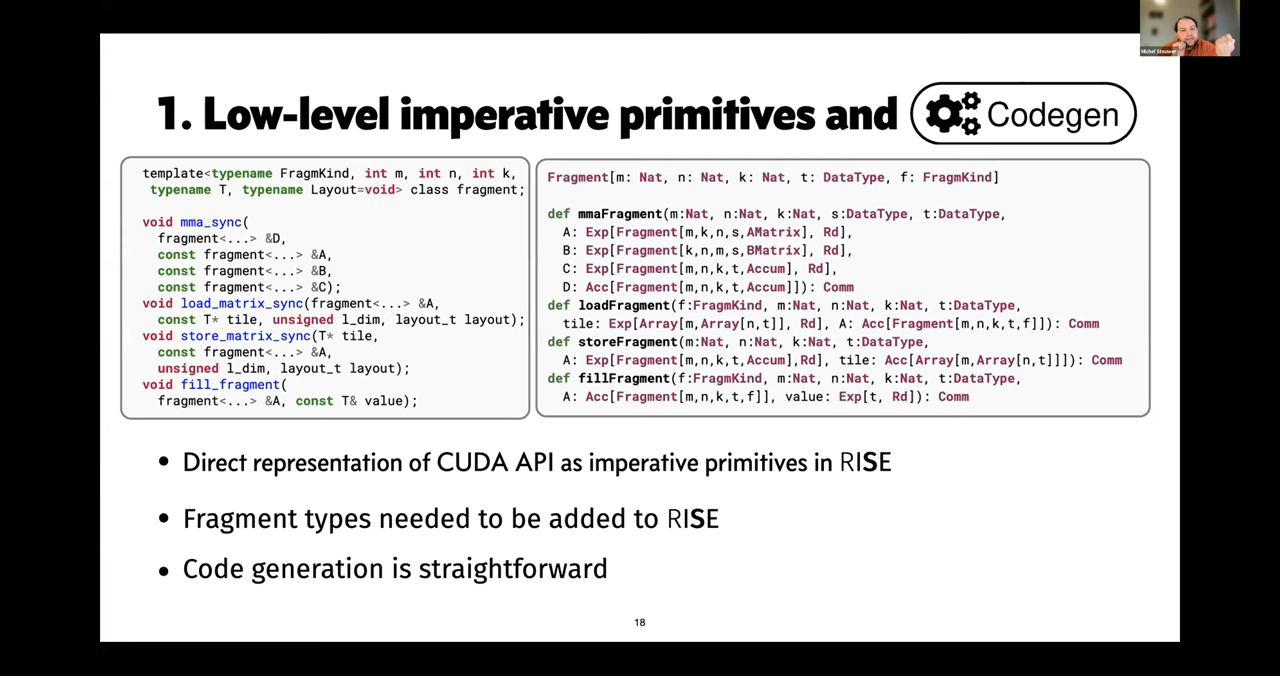 Michel Steuwer
1. Low-level imperative primitives and Codegen
template<typename FragmKind, int m, int n, int k,
typename T, typename Layout=void> class fragment;
void mma_sync(
fragment<...> &D,
const fragment<...> &A,
const fragment<...> &B,
const fragment<...> &C);
void load_matrix_sync(fragment<...> &A,
const T* tile, unsigned l_dim, layout_t layout);
void store_matrix_sync(T* tile,
const fragment<...> &A,
unsigned l_dim, layout_t layout);
void fill_fragment(
fragment<...> &A, const T& value);
Fragment[m: Nat, n: Nat, k: Nat, t: DataType, f: FragmKind]
def mmaFragment(m:Nat, n:Nat, k:Nat, s:DataType, t:DataType,
A: Exp[Fragment[m,k,n,s,AMatrix], Rd],
B: Exp[Fragment[k,n,m,s,BMatrix], Rd],
C: Exp[Fragment[m,n,k,t,Accum], Rd],
D: Acc[Fragment[m,n,k,t,Accum]]): Comm
def loadFragment(f:FragmKind, m:Nat, n:Nat, k:Nat, t:DataType,
tile: Exp[Array[m,Array[n,t]], Rd], A: Acc[Fragment[m,n,k,t,f]]): Comm
def storeFragment(m:Nat, n:Nat, k:Nat, t:DataType,
A: Exp[Fragment[m,n,k,t,Accum],Rd], tile: Acc[Array[m,Array[n,t]]]): Comm
def fillFragment(f:FragmKind, m:Nat, n:Nat, k:Nat, t:DataType,
A: Acc[Fragment[m,n,k,t,f]], value: Exp[t, Rd]): Comm
• Direct representation of CUDA API as imperative primitives in RISE
• Fragment types needed to be added to RISE
• Code generation is straightforward
18